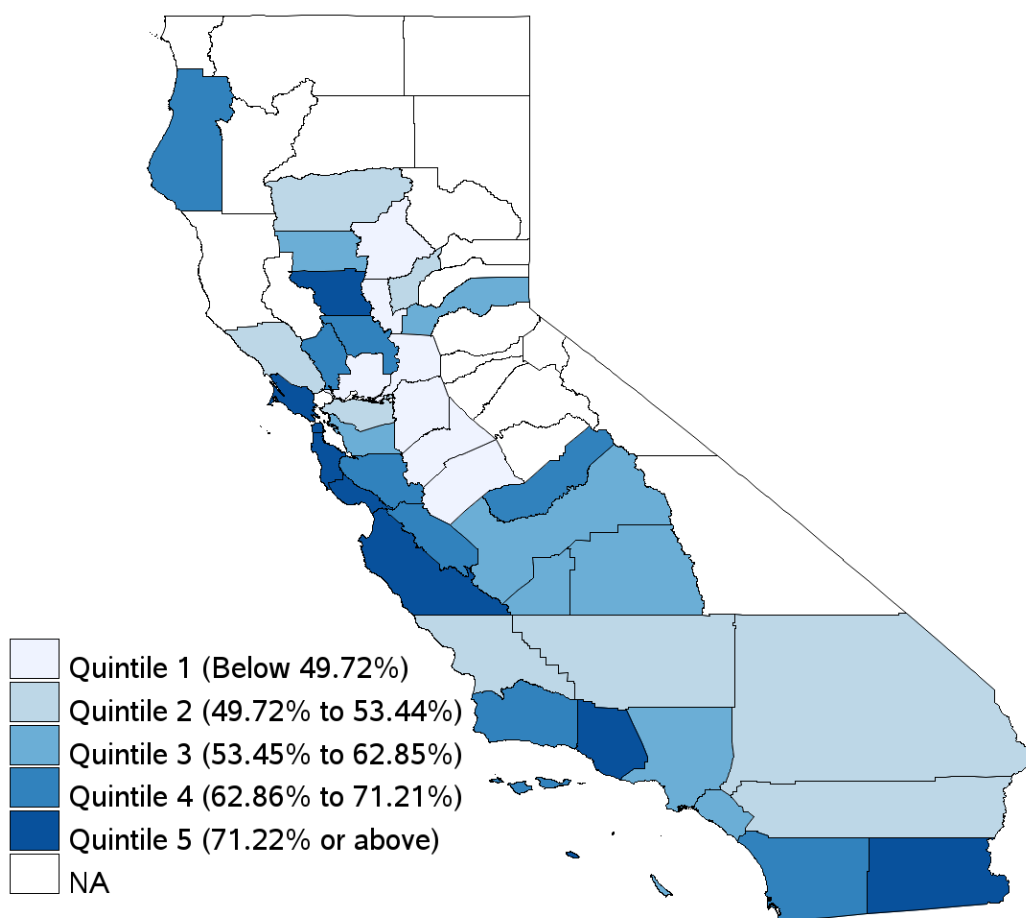 Quintile 1 (Below 49.72%)
Quintile 2 (49.72% to 53.44%)
Quintile 3 (53.45% to 62.85%)
Quintile 4 (62.86% to 71.21%)
Quintile 5 (71.22% or above)
NA